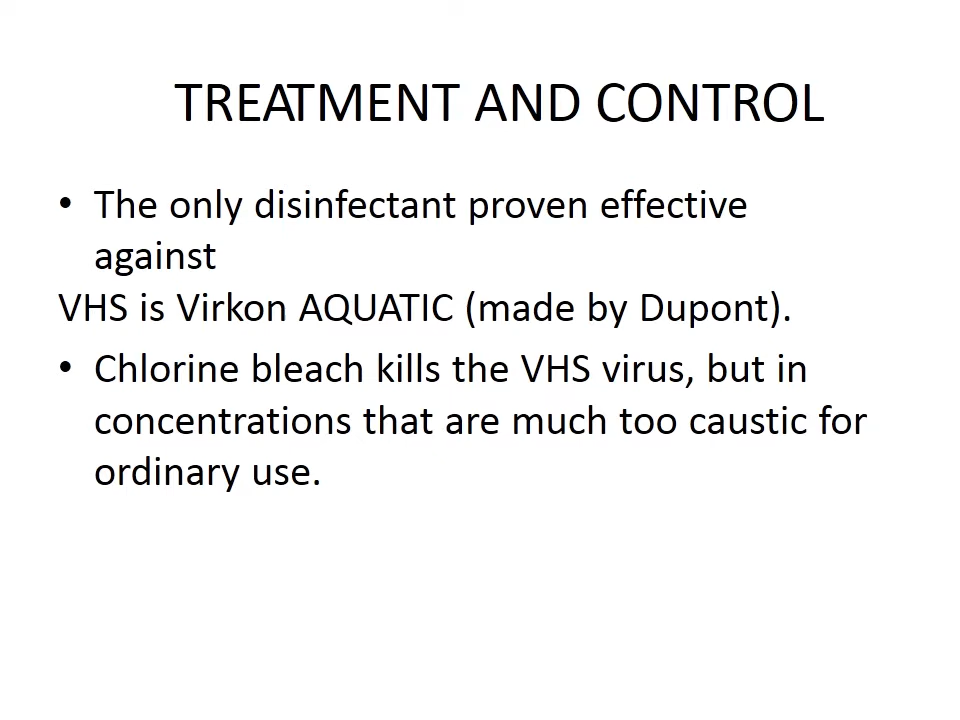 TREATMENT AND CONTROL
• The only disinfectant proven effective
against
VHS is Virkon AQUATIC (made by Dupont).
• Chlorine bleach kills the VHS virus, but in
concentrations that are much too caustic for
ordinary use.